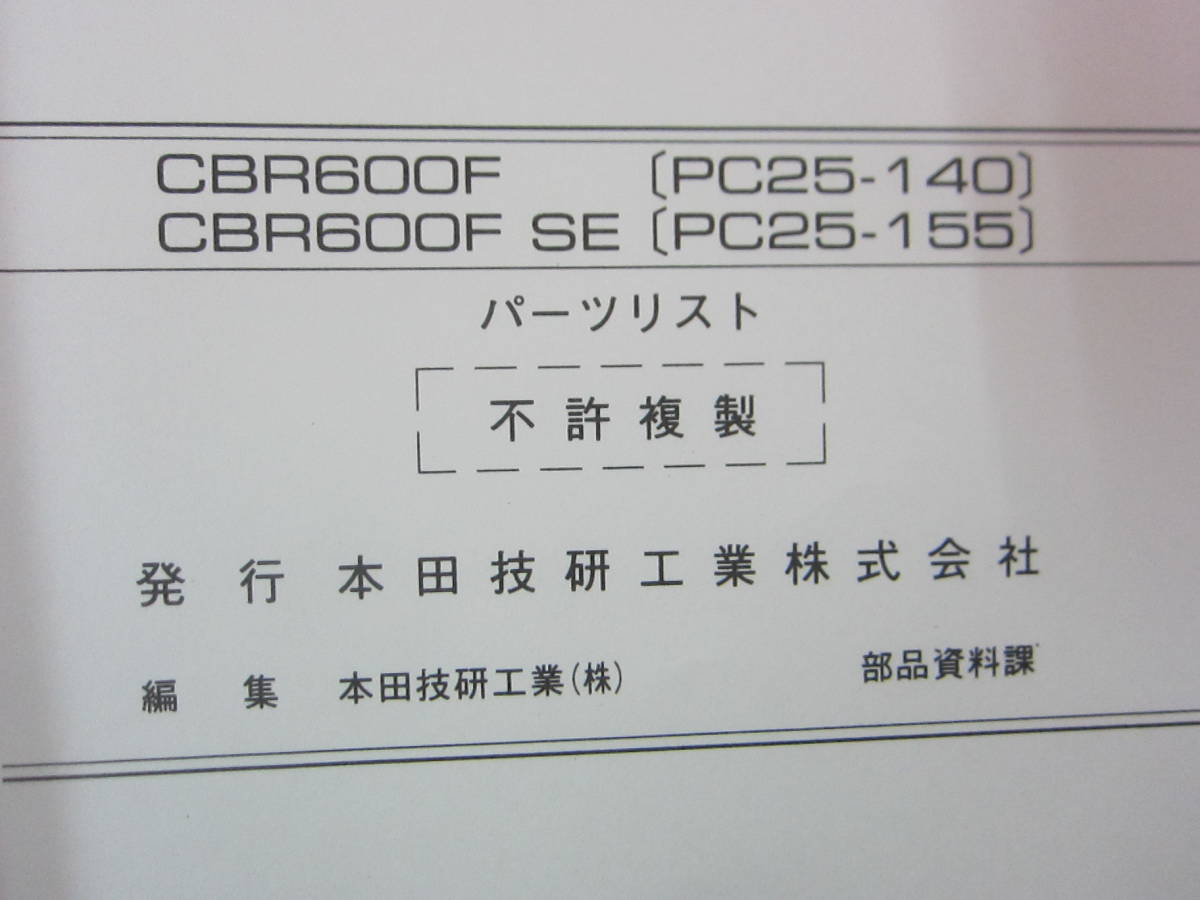 CBR600F 〔PC25-140〕
CBR600F SE〔PC25-155〕
パーツリスト
不許複製
発行 本田技研工業株式会社
編集 本田技研工業(株) 部品資料課